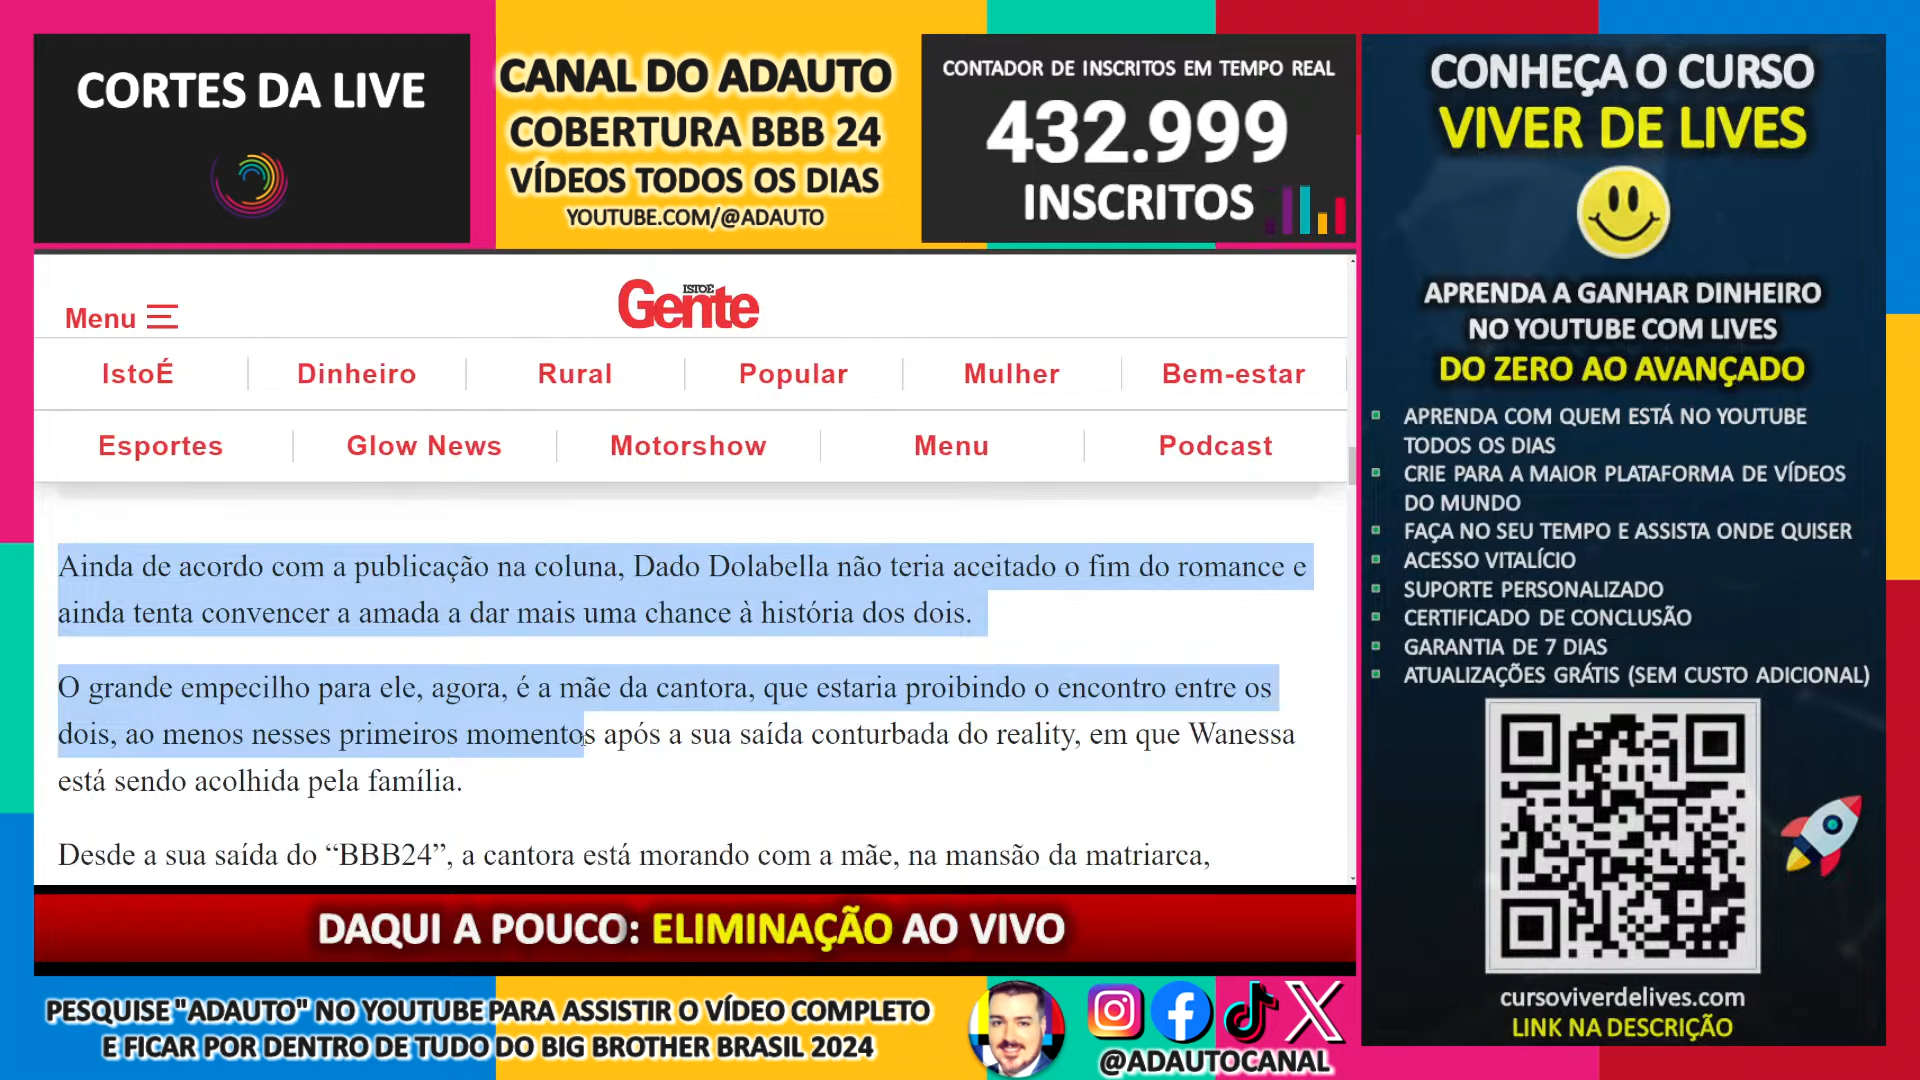 CORTES DA LIVE
CANAL DO ADAUTO
COBERTURA BBB 24
VÍDEOS TODOS OS DIAS
YOUTUBE.COM/@ADAUTO
CONTADOR DE INSCRITOS EM TEMPO REAL
432.999
INSCRITOS
CONHEÇA O CURSO
VIVER DE LIVES
APRENDA A GANHAR DINHEIRO
NO YOUTUBE COM LIVES
DO ZERO AO AVANÇADO
APRENDA COM QUEM ESTÁ NO YOUTUBE
TODOS OS DIAS
CRIE PARA A MAIOR PLATAFORMA DE VÍDEOS
DO MUNDO
FAÇA NO SEU TEMPO E ASSISTA ONDE QUISER
ACESSO VITALÍCIO
SUPORTE PERSONALIZADO
CERTIFICADO DE CONCLUSÃO
GARANTIA DE 7 DIAS
ATUALIZAÇÕES GRÁTIS (SEM CUSTO ADICIONAL)
cursoviverdelives.com
LINK NA DESCRIÇÃO
Menu
ISTOÉ
Gente
IstoÉ Dinheiro Rural Popular Mulher Bem-estar
Esportes Glow News Motorshow Menu Podcast
Ainda de acordo com a publicação na coluna, Dado Dolabella não teria aceitado o fim do romance e
ainda tenta convencer a amada a dar mais uma chance à história dos dois.
O grande empecilho para ele, agora, é a mãe da cantora, que estaria proibindo o encontro entre os
dois, ao menos nesses primeiros momentos após a sua saída conturbada do reality, em que Wanessa
está sendo acolhida pela família.
Desde a sua saída do “BBB24”, a cantora está morando com a mãe, na mansão da matriarca,
DAQUI A POUCO: ELIMINAÇÃO AO VIVO
PESQUISE "ADAUTO" NO YOUTUBE PARA ASSISTIR O VÍDEO COMPLETO
E FICAR POR DENTRO DE TUDO DO BIG BROTHER BRASIL 2024
@ADAUTOCANAL